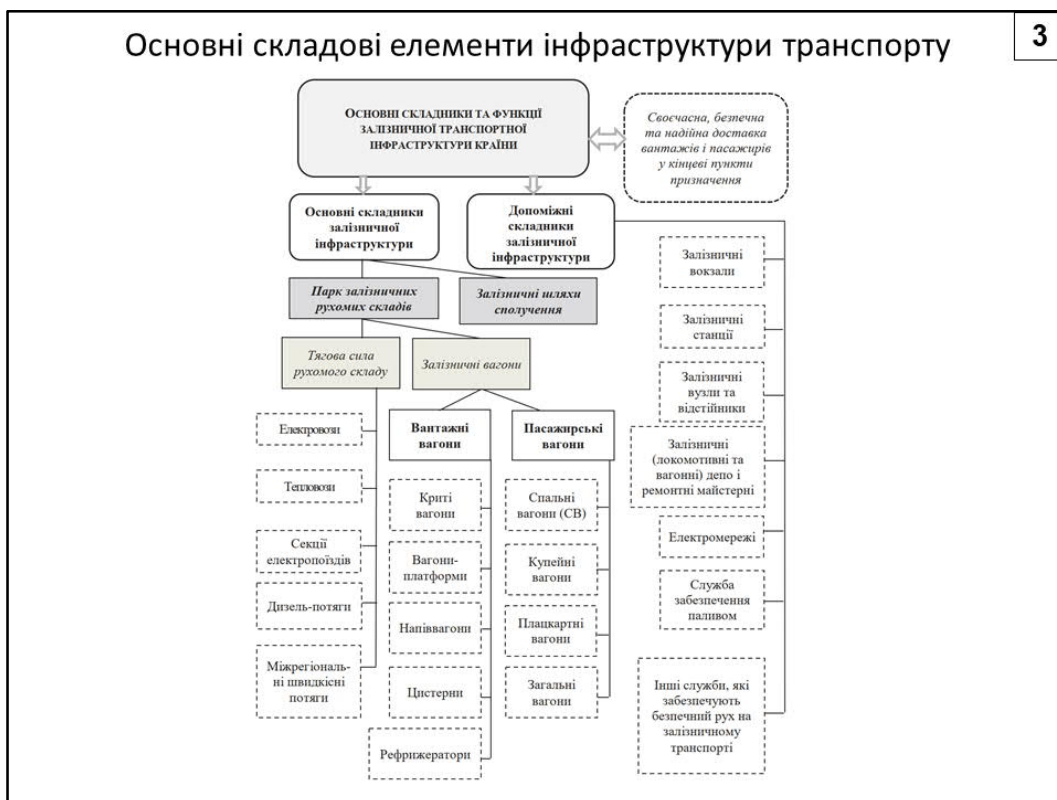 Основні складові елементи інфраструктури транспорту
3
ОСНОВНІ СКЛАДНИКИ ТА ФУНКЦІЇ
ЗАЛІЗНИЧНОЇ ТРАНСПОРТНОЇ
ІНФРАСТРУКТУРИ КРАЇНИ
Своєчасна, безпечна
та надійна доставка
вантажів і пасажирів
у кінцеві пункти
призначення
Основні складники
залізничної
інфраструктури
Допоміжні
складники
залізничної
інфраструктури
Парк залізничних
рухомих складів
Залізничні шляхи
сполучення
Тягова сила
рухомого складу
Залізничні вагони
Електровози
Тепловози
Секції
електропоїздів
Дизель-потяги
Міжрегіональ-
ні швидкісні
потяги
Вантажні
вагони
Криті
вагони
Вагони-
платформи
Напіввагони
Цистерни
Рефрижератори
Пасажирські
вагони
Спальні
вагони (СВ)
Купейні
вагони
Плацкартні
вагони
Загальні
вагони
Залізничні
вокзали
Залізничні
станції
Залізничні
вузли та
відстійники
Залізничні
(локомотивні та
вагонні) депо і
ремонтні майстерні
Електромережі
Служба
забезпечення
паливом
Інші служби, які
забезпечують
безпечний рух на
залізничному
транспорті